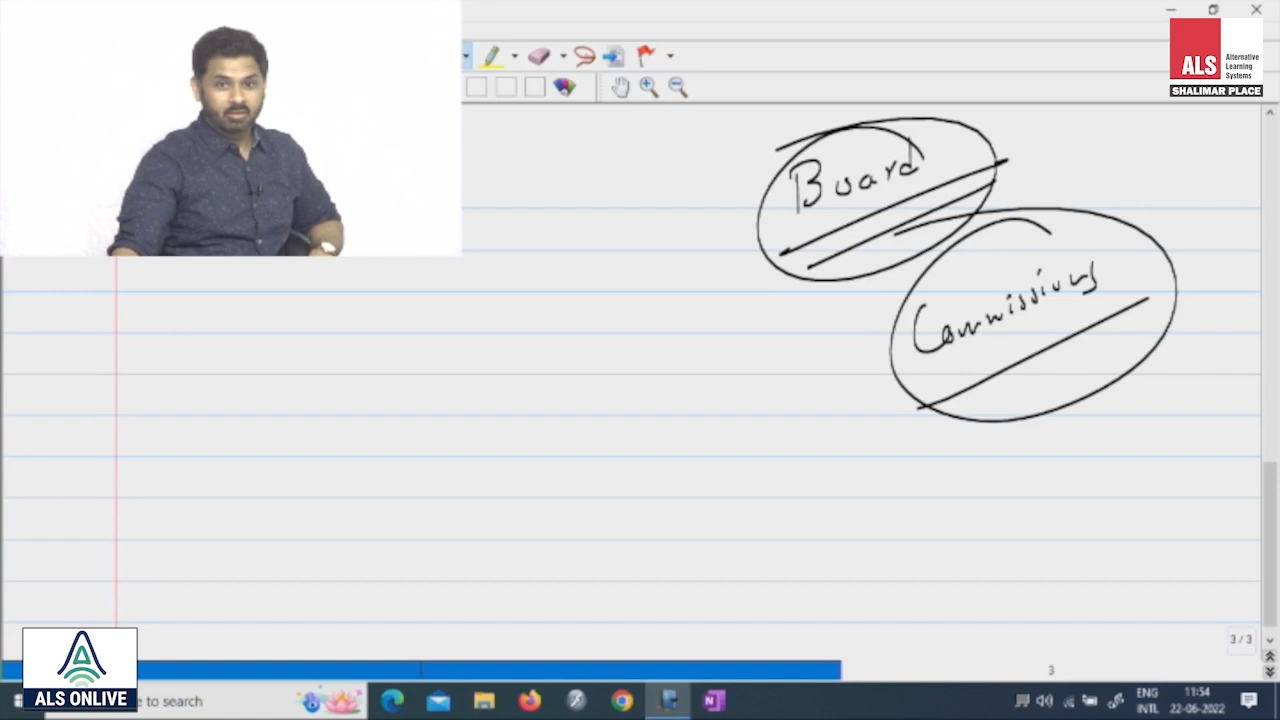 ALS
Alternative
Learning
Systems
SHALIMAR PLACE
Board
Commissions
3 / 3
3
ALS ONLIVE
e to search
ENG
INTL
11:54
22-06-2022